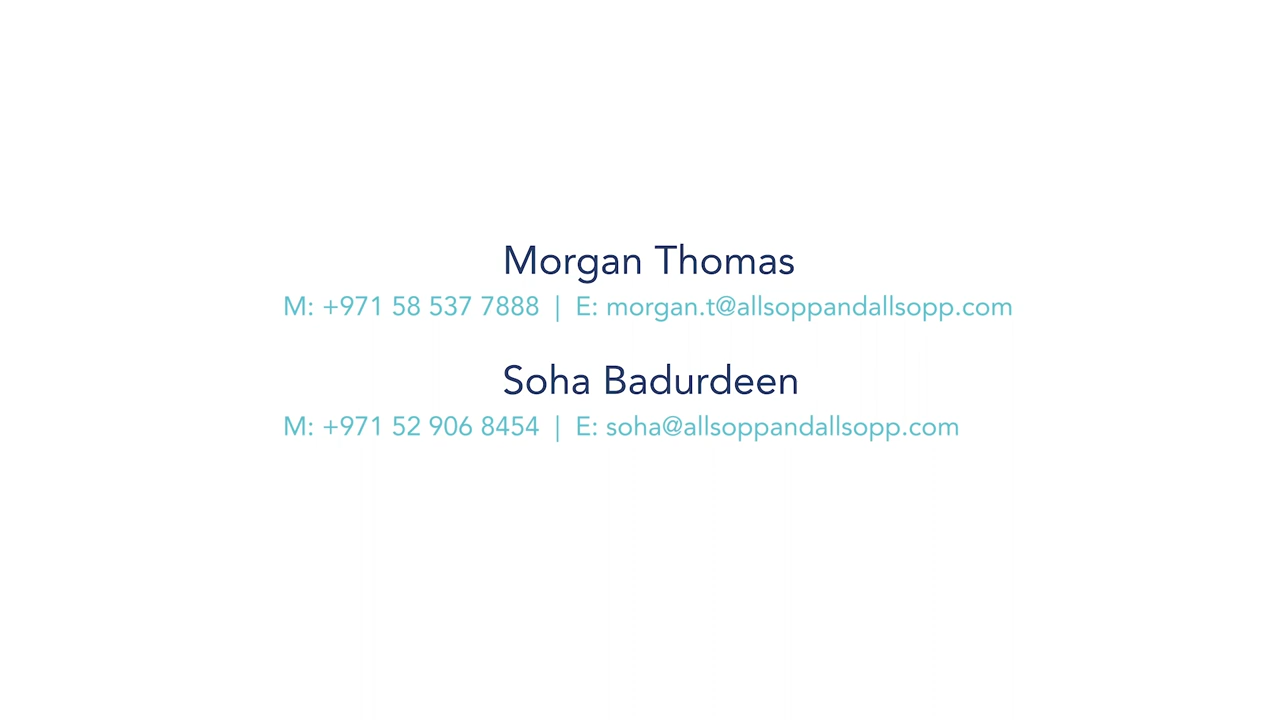 Morgan Thomas
M: +971 58 537 7888 | E: morgan.t@allsoppandallsopp.com
Soha Badurdeen
M: +971 52 906 8454 | E: soha@allsoppandallsopp.com